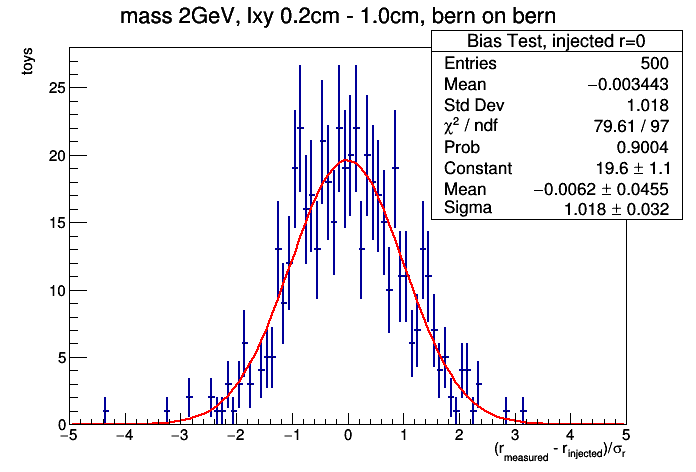 mass 2GeV, lxy 0.2cm - 1.0cm, bern on bern
toys
Bias Test, injected r=0
Entries 500
Mean −0.003443
Std Dev 1.018
χ² / ndf 79.61 / 97
Prob 0.9004
Constant 19.6 ± 1.1
Mean −0.0062 ± 0.0455
Sigma 1.018 ± 0.032
25
20
15
10
5
0
−5 −4 −3 −2 −1 0 1 2 3 4 5
(r_measured - r_injected)/σ_r